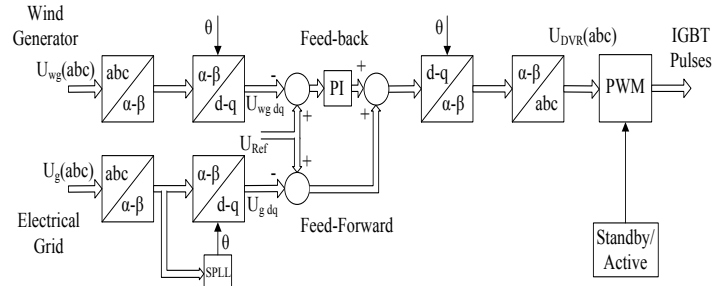 Wind
Generator
θ
Feed-back
θ
U_DVR(abc)
IGBT
Pulses
U_wg(abc)
abc
α-β
α-β
d-q
-
U_wg dq
+
PI
+
+
d-q
α-β
α-β
abc
PWM
U_Ref
+
U_g(abc)
abc
α-β
α-β
d-q
-
U_g dq
Electrical
Grid
θ
SPLL
Feed-Forward
Standby/
Active